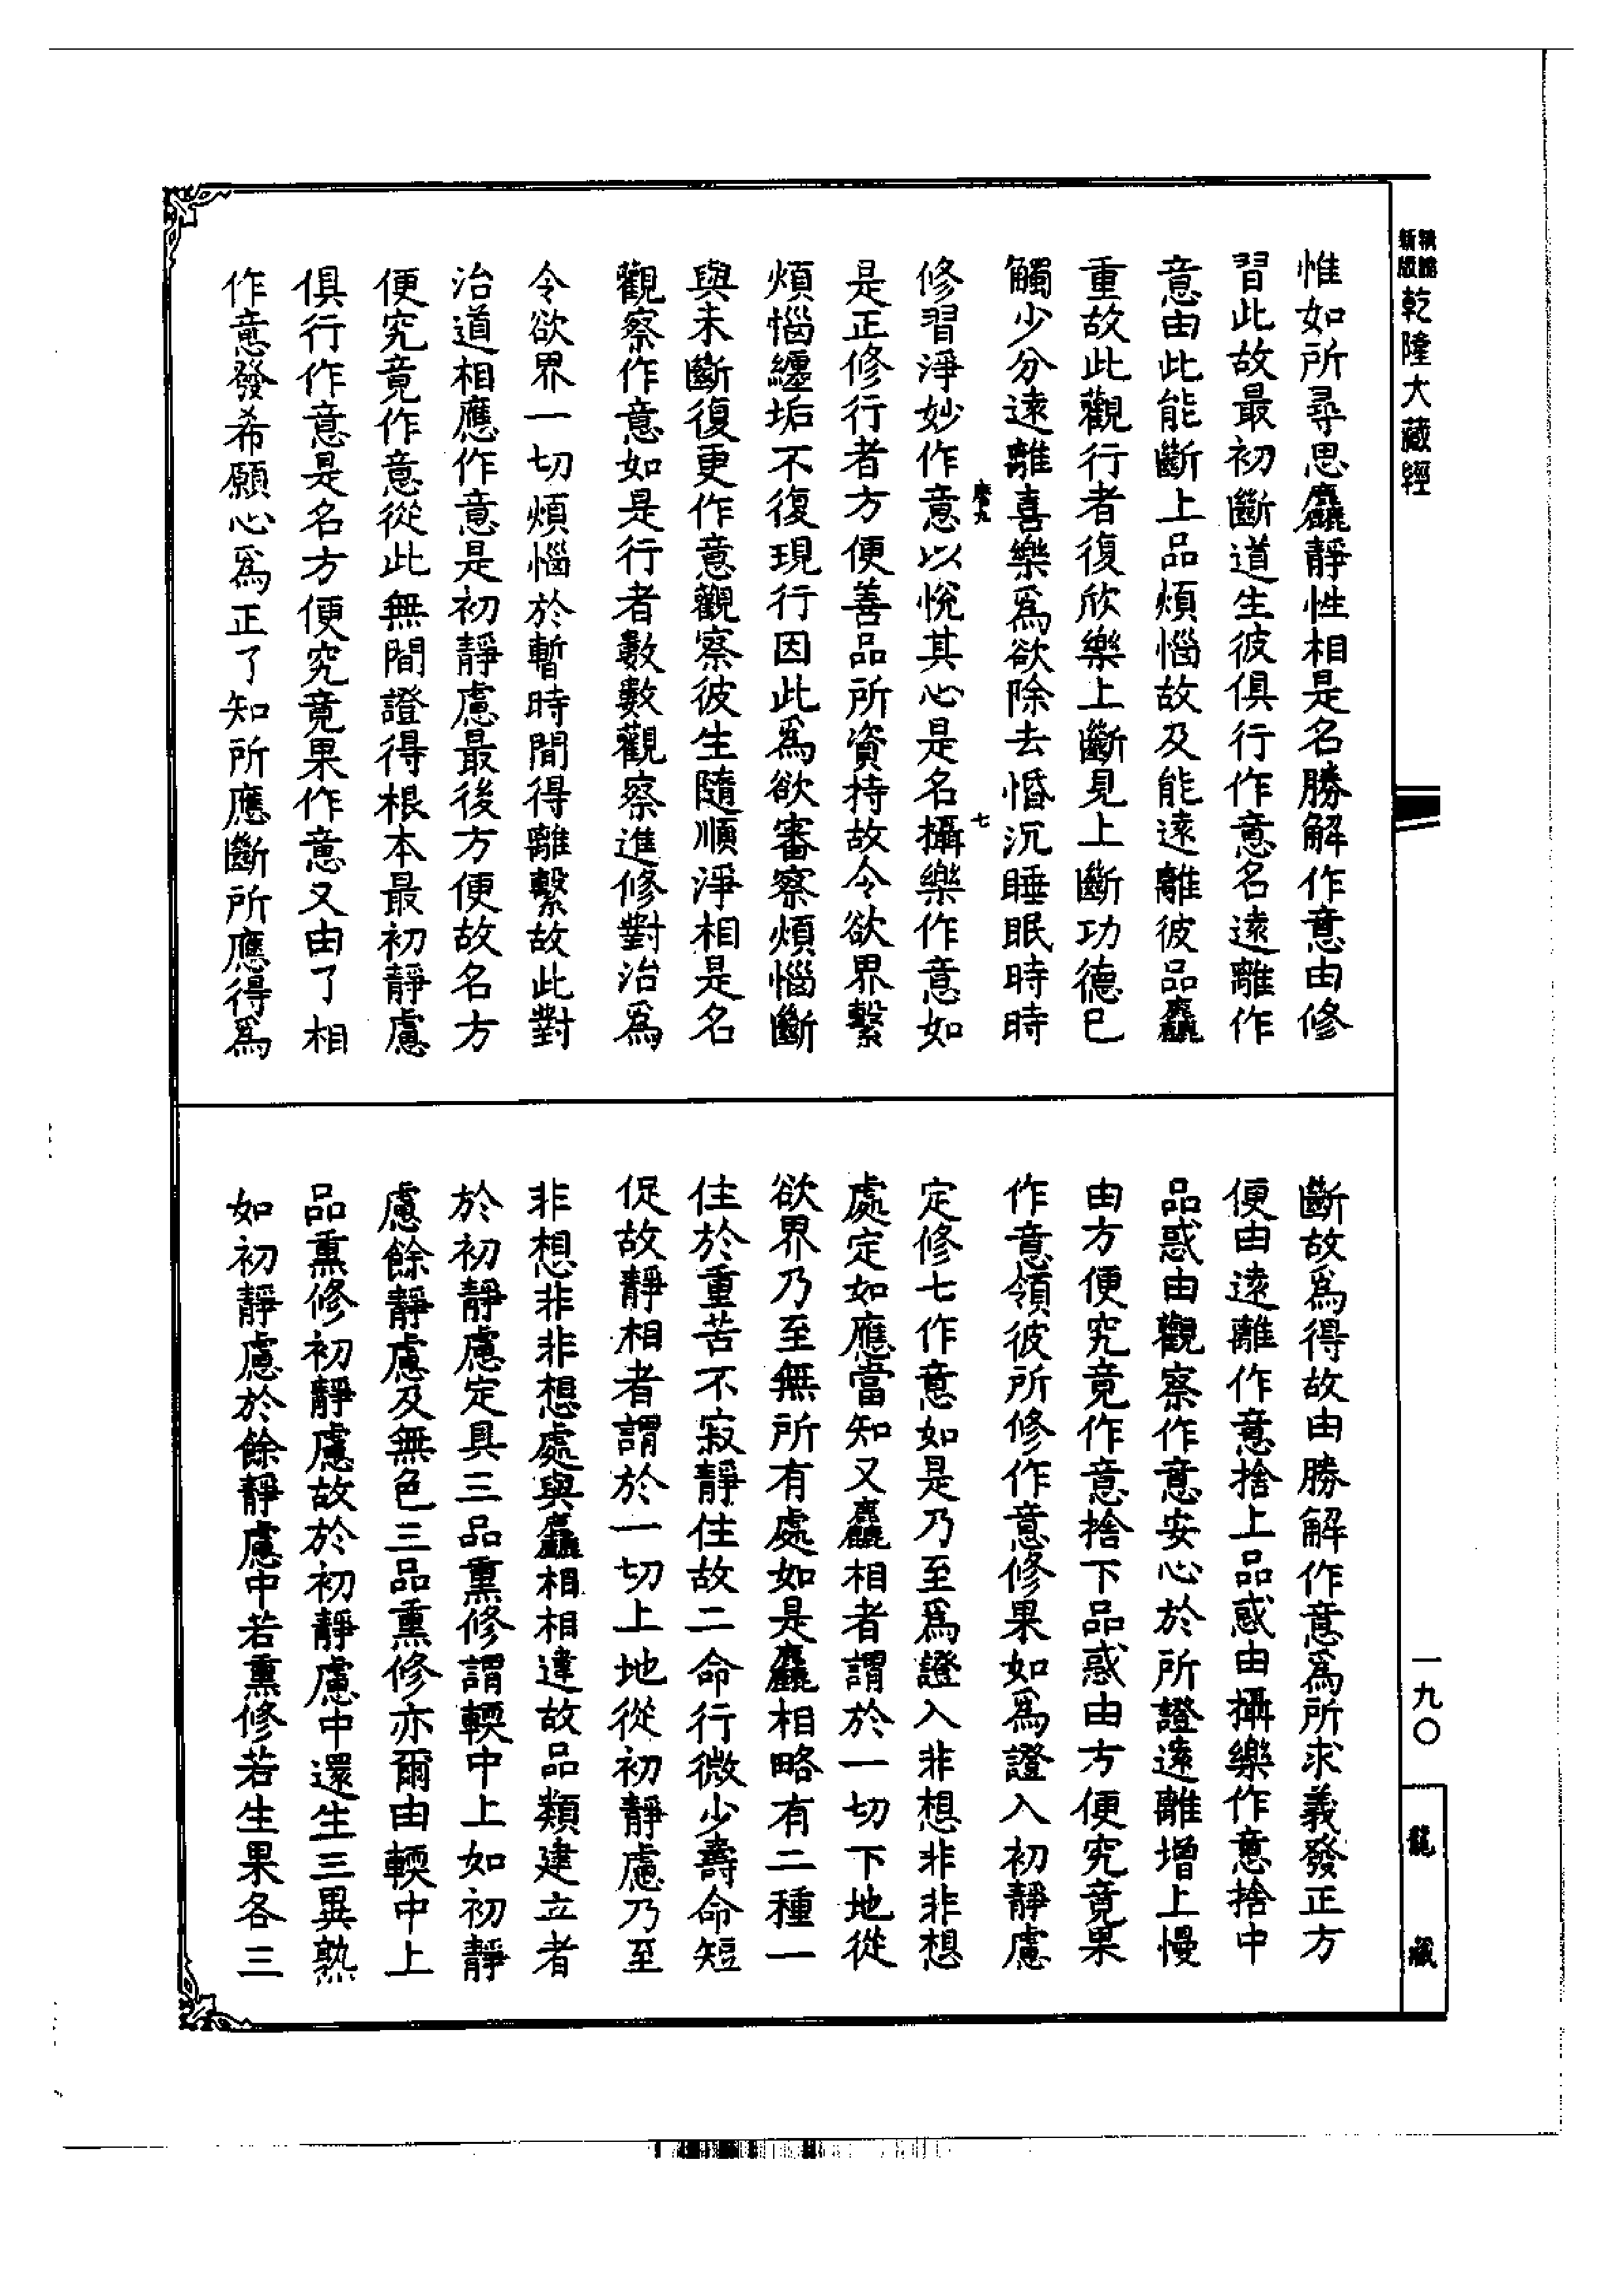 精縮新版乾隆大藏經
惟如所尋思麤靜性相是名勝解作意由修
習此故最初斷道生彼俱行作意名遠離作
意由此能斷上品煩惱故及能遠離彼品麤
重故此觀行者復欣樂上斷見上斷功德已
觸少分遠離喜樂爲欲除去惛沉睡眠時時
磨九 七
修習淨妙作意以悅其心是名攝樂作意如
是正修行者方便善品所資持故令欲界繫
煩惱纏垢不復現行因此爲欲審察煩惱斷
與未斷復更作意觀察彼生隨順淨相是名
觀察作意如是行者數數觀察進修對治爲
令欲界一切煩惱於暫時間得離繫故此對
治道相應作意是初靜慮最後方便故名方
便究竟作意從此無間證得根本最初靜慮
俱行作意是名方便究竟果作意又由了相
作意發希願心爲正了知所應斷所應得爲
斷故爲得故由勝解作意爲所求義發正方
便由遠離作意捨上品惑由攝樂作意捨中
品惑由觀察作意安心於所證遠離增上慢
由方便究竟作意捨下品惑由方便究竟果
作意領彼所修作意修果如爲證入初靜慮
定修七作意如是乃至爲證入非想非非想
處定如應當知又麤相者謂於一切下地從
欲界乃至無所有處如是麤相略有二種一
住於重苦不寂靜住故二命行微少壽命短
促故靜相者謂於一切上地從初靜慮乃至
非想非非想處與麤相相違故品類建立者
於初靜慮定具三品熏修謂輭中上如初靜
慮餘靜慮及無色三品熏修亦爾由輭中上
品熏修初靜慮故於初靜慮中還生三異熟
如初靜慮於餘靜慮中若熏修若生果各三
一九〇
龍藏